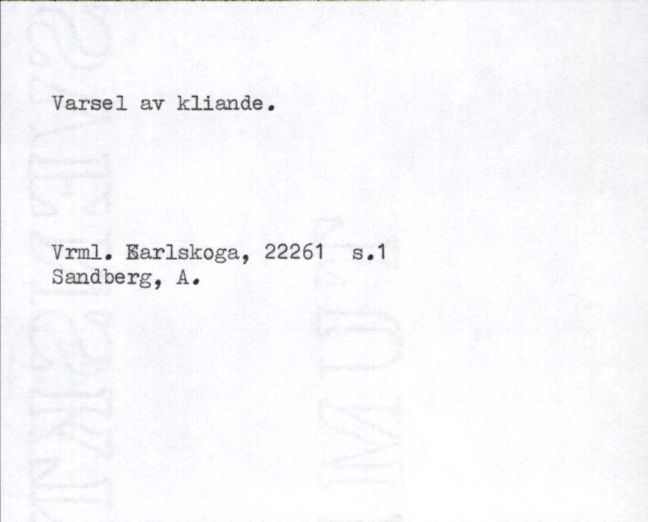 Varsel av kliande.
Vrml. Karlskoga, 22261 s.1
Sandberg, A.